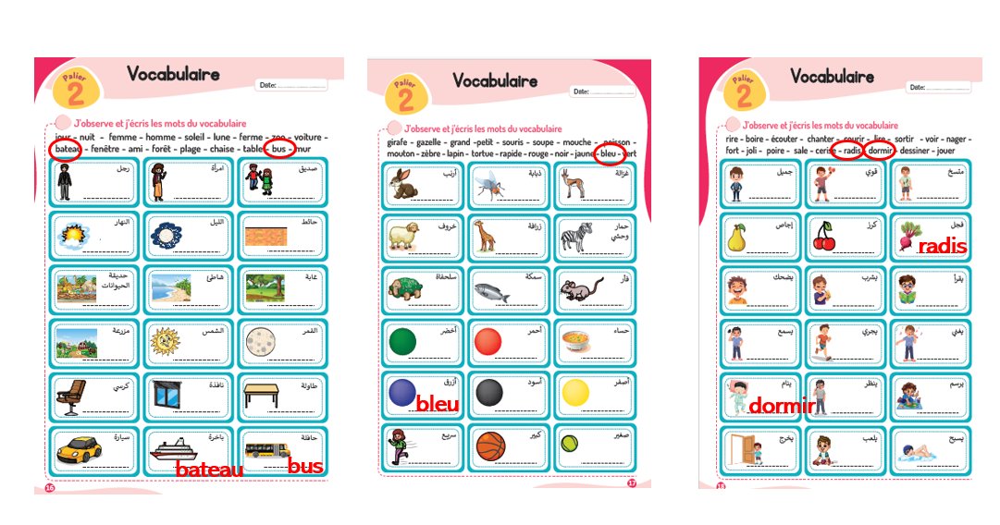 Palier
2
Vocabulaire
Date:
J'observe et j'écris les mots du vocabulaire
jour - nuit - femme - homme - soleil - lune - ferme - zoo - voiture -
bateau - fenêtre - ami - forêt - plage - chaise - table - bus - mur
رجل
امرأة
صديق
النهار
الليل
حائط
حديقة
الحيوانات
شاطئ
غابة
مزرعة
الشمس
القمر
كرسي
نافذة
طاولة
سيارة
باخرة
حافلة
bateau
bus
16
Palier
2
Vocabulaire
Date:
J'observe et j'écris les mots du vocabulaire
girafe - gazelle - grand -petit - souris - soupe - mouche - poisson -
mouton - zèbre - lapin - tortue - rapide - rouge - noir - jaune - bleu - vert
أرنب
ذبابة
غزالة
خروف
زرافة
حمار
وحشي
سلحفاة
سمكة
فأر
أخضر
أحمر
حساء
أزرق
أسود
أصفر
bleu
سريع
كبير
صغير
17
Palier
2
Vocabulaire
Date:
J'observe et j'écris les mots du vocabulaire
rire - boire - écouter - chanter - courir - lire - sortir - voir - nager -
fort - joli - poire - sale - cerise - radis - dormir - dessiner - jouer
جميل
قوي
متسخ
إجاص
كرز
فجل
radis
يضحك
يشرب
يقرأ
يسمع
يجري
يغني
ينام
ينظر
يرسم
dormir
يخرج
يلعب
يسبح
18